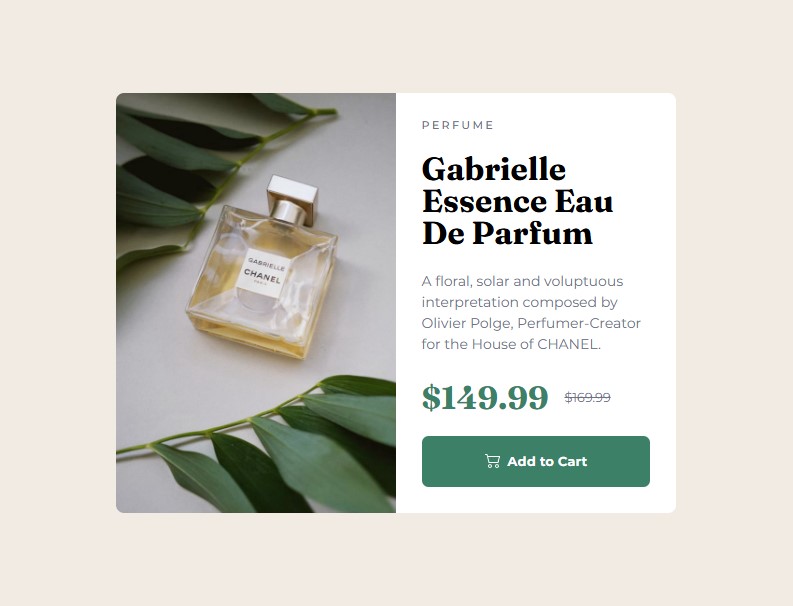 GABRIELLE
CHANEL
PARIS
PERFUME
Gabrielle
Essence Eau
De Parfum
A floral, solar and voluptuous
interpretation composed by
Olivier Polge, Perfumer-Creator
for the House of CHANEL.
$149.99 $169.99
Add to Cart